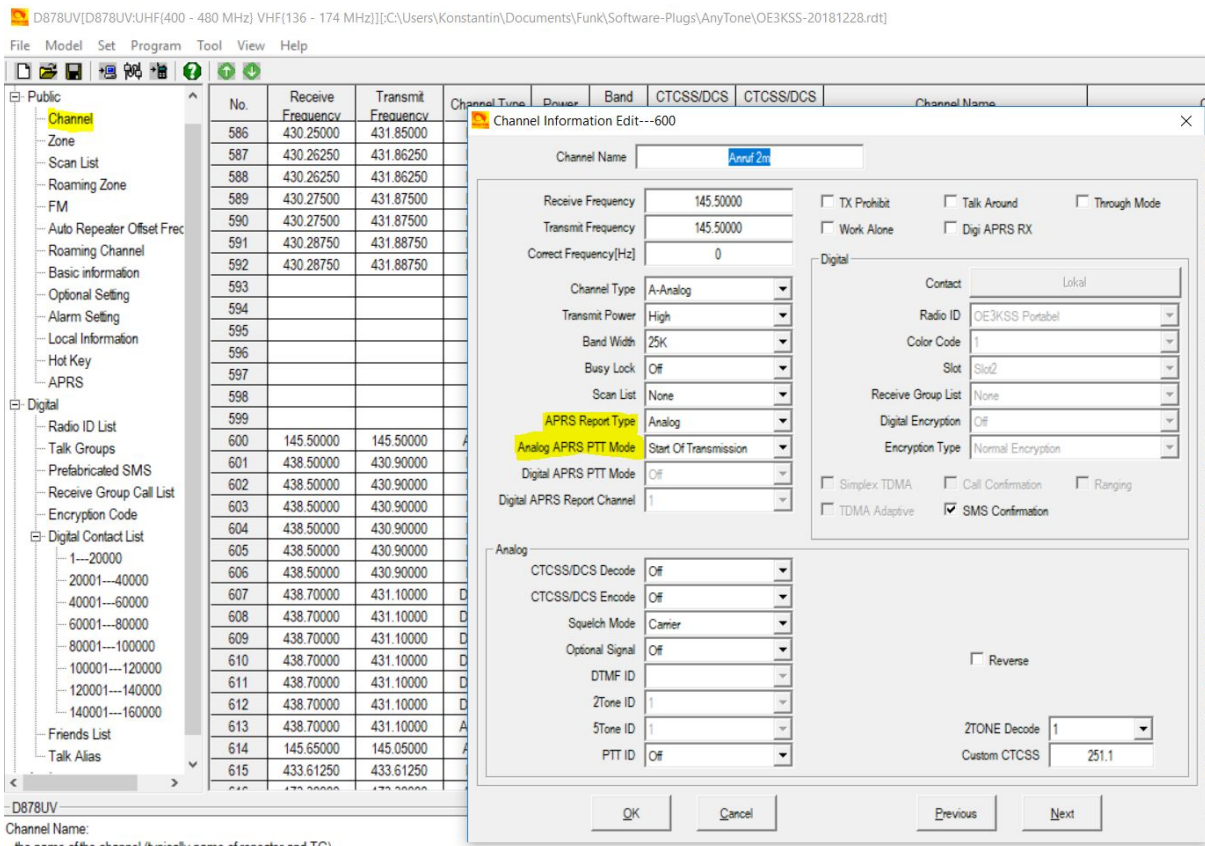 D878UV[D878UV:UHF{400 - 480 MHz} VHF{136 - 174 MHz}][:C:\Users\Konstantin\Documents\Funk\Software-Plugs\AnyTone\OE3KSS-20181228.rdt]
File Model Set Program Tool View Help
Public
Channel
Zone
Scan List
Roaming Zone
FM
Auto Repeater Offset Frec
Roaming Channel
Basic information
Optional Setting
Alarm Setting
Local Information
Hot Key
APRS
Digital
Radio ID List
Talk Groups
Prefabricated SMS
Receive Group Call List
Encryption Code
Digital Contact List
1---20000
20001---40000
40001---60000
60001---80000
80001---100000
100001---120000
120001---140000
140001---160000
Friends List
Talk Alias
No. Receive Frequency Transmit Frequency Channel Type Power Band CTCSS/DCS CTCSS/DCS Channel Name
586 430.25000 431.85000
587 430.26250 431.86250
588 430.26250 431.86250
589 430.27500 431.87500
590 430.27500 431.87500
591 430.28750 431.88750
592 430.28750 431.88750
593
594
595
596
597
598
599
600 145.50000 145.50000 A
601 438.50000 430.90000
602 438.50000 430.90000
603 438.50000 430.90000
604 438.50000 430.90000
605 438.50000 430.90000
606 438.50000 430.90000
607 438.70000 431.10000 D
608 438.70000 431.10000 D
609 438.70000 431.10000 D
610 438.70000 431.10000 D
611 438.70000 431.10000 D
612 438.70000 431.10000 D
613 438.70000 431.10000 A
614 145.65000 145.05000 A
615 433.61250 433.61250
Channel Information Edit---600
Channel Name Anruf 2m
Receive Frequency 145.50000
Transmit Frequency 145.50000
Correct Frequency[Hz] 0
Channel Type A-Analog
Transmit Power High
Band Width 25K
Busy Lock Off
Scan List None
APRS Report Type Analog
Analog APRS PTT Mode Start Of Transmission
Digital APRS PTT Mode Off
Digital APRS Report Channel 1
TX Prohibit Talk Around Through Mode
Work Alone Digi APRS RX
Digital
Contact Lokal
Radio ID OE3KSS Portabel
Color Code 1
Slot Slot2
Receive Group List None
Digital Encryption Off
Encryption Type Normal Encryption
Simplex TDMA Call Confirmation Ranging
TDMA Adaptive SMS Confirmation
Analog
CTCSS/DCS Decode Off
CTCSS/DCS Encode Off
Squelch Mode Carrier
Optional Signal Off
DTMF ID
2Tone ID 1
5Tone ID 1
PTT ID Off
Reverse
2TONE Decode 1
Custom CTCSS 251.1
OK Cancel Previous Next
D878UV
Channel Name:
the name of the channel (typically name of repeater and TG)